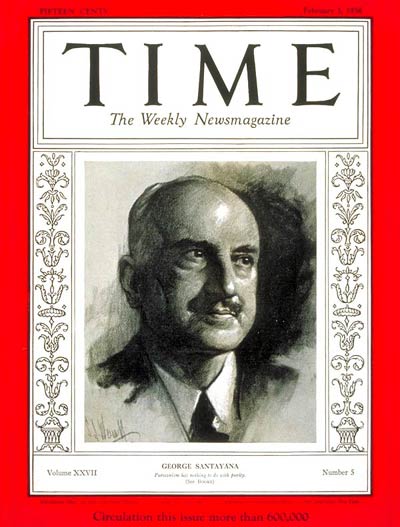 FIFTEEN CENTS
February 3, 1936
TIME
The Weekly Newsmagazine
GEORGE SANTAYANA
Puritanism has nothing to do with purity.
(See BOOKS)
Volume XXVII
Number 5
Circulation this issue more than 600,000